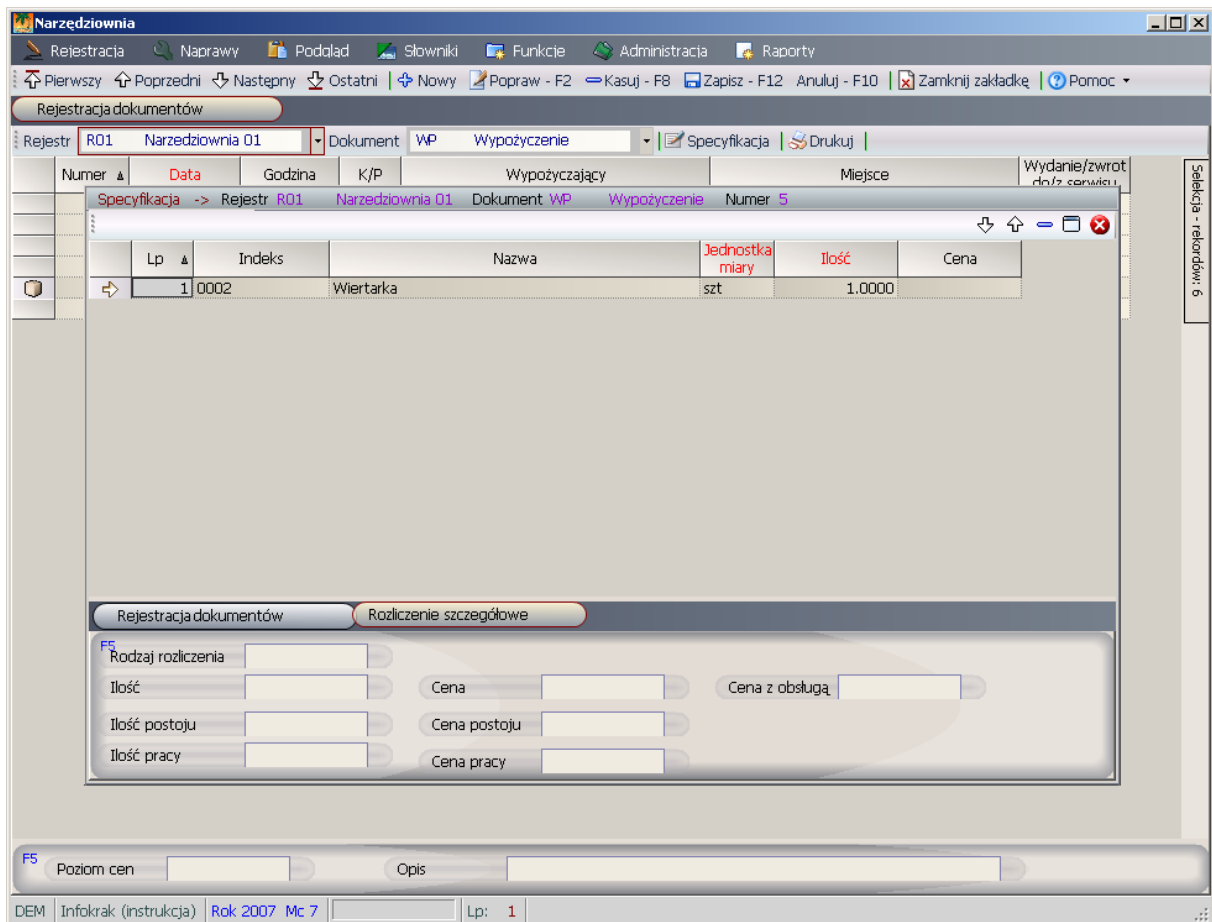 Narzędziownia
Rejestracja Naprawy Podgląd Słowniki Funkcje Administracja Raporty
Pierwszy Poprzedni Następny Ostatni Nowy Popraw - F2 Kasuj - F8 Zapisz - F12 Anuluj - F10 Zamknij zakładkę Pomoc
Rejestracja dokumentów
Rejestr R01 Narzedziownia 01 Dokument WP Wypożyczenie Specyfikacja Drukuj
Numer Data Godzina K/P Wypożyczający Miejsce Wydanie/zwrot
do/z serwisu
Selekcja - rekordów: 6
Specyfikacja -> Rejestr R01 Narzedziownia 01 Dokument WP Wypożyczenie Numer 5
Lp Indeks Nazwa Jednostka miary Ilość Cena
1 0002 Wiertarka szt 1.0000
Rejestracja dokumentów Rozliczenie szczegółowe
F5
Rodzaj rozliczenia
Ilość Cena Cena z obsługą
Ilość postoju Cena postoju
Ilość pracy Cena pracy
F5
Poziom cen Opis
DEM Infokrak (instrukcja) Rok 2007 Mc 7 Lp: 1